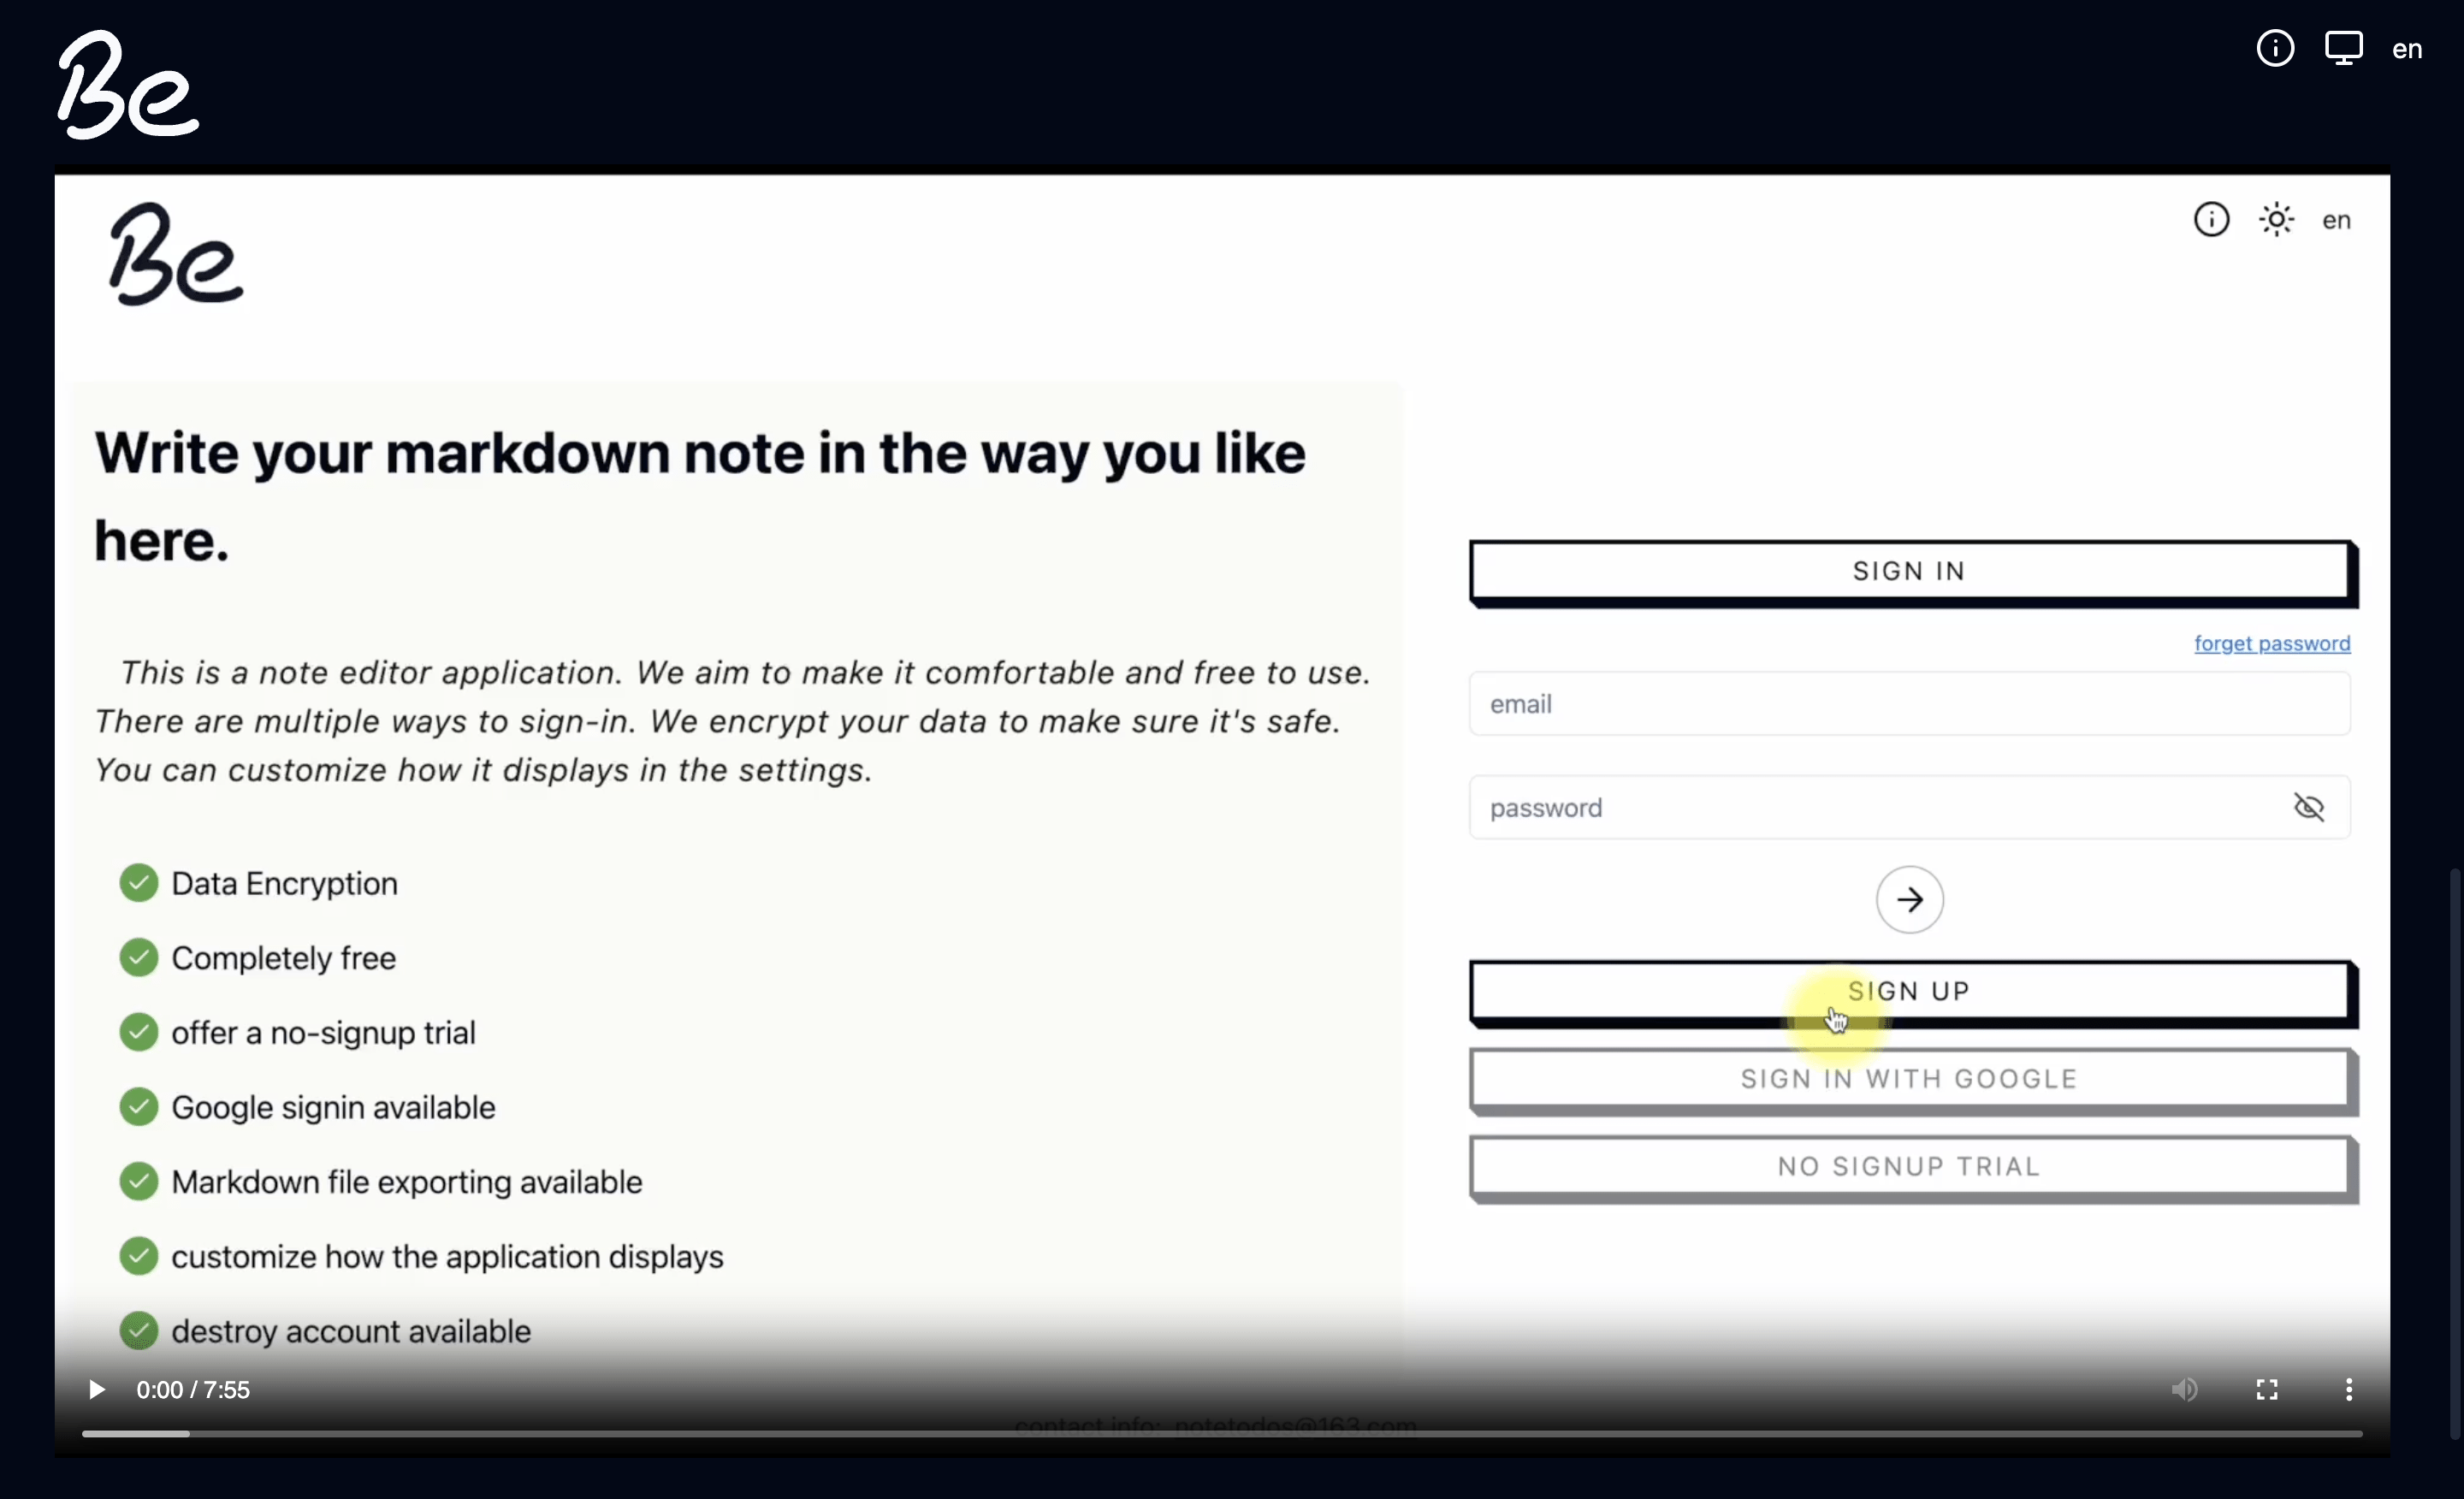 Be
en
Be
en
Write your markdown note in the way you like
here.
This is a note editor application. We aim to make it comfortable and free to use.
There are multiple ways to sign-in. We encrypt your data to make sure it's safe.
You can customize how it displays in the settings.
Data Encryption
Completely free
offer a no-signup trial
Google signin available
Markdown file exporting available
customize how the application displays
destroy account available
SIGN IN
forget password
email
password
SIGN UP
SIGN IN WITH GOOGLE
NO SIGNUP TRIAL
0:00 / 7:55
contact info: notetodos@163.com